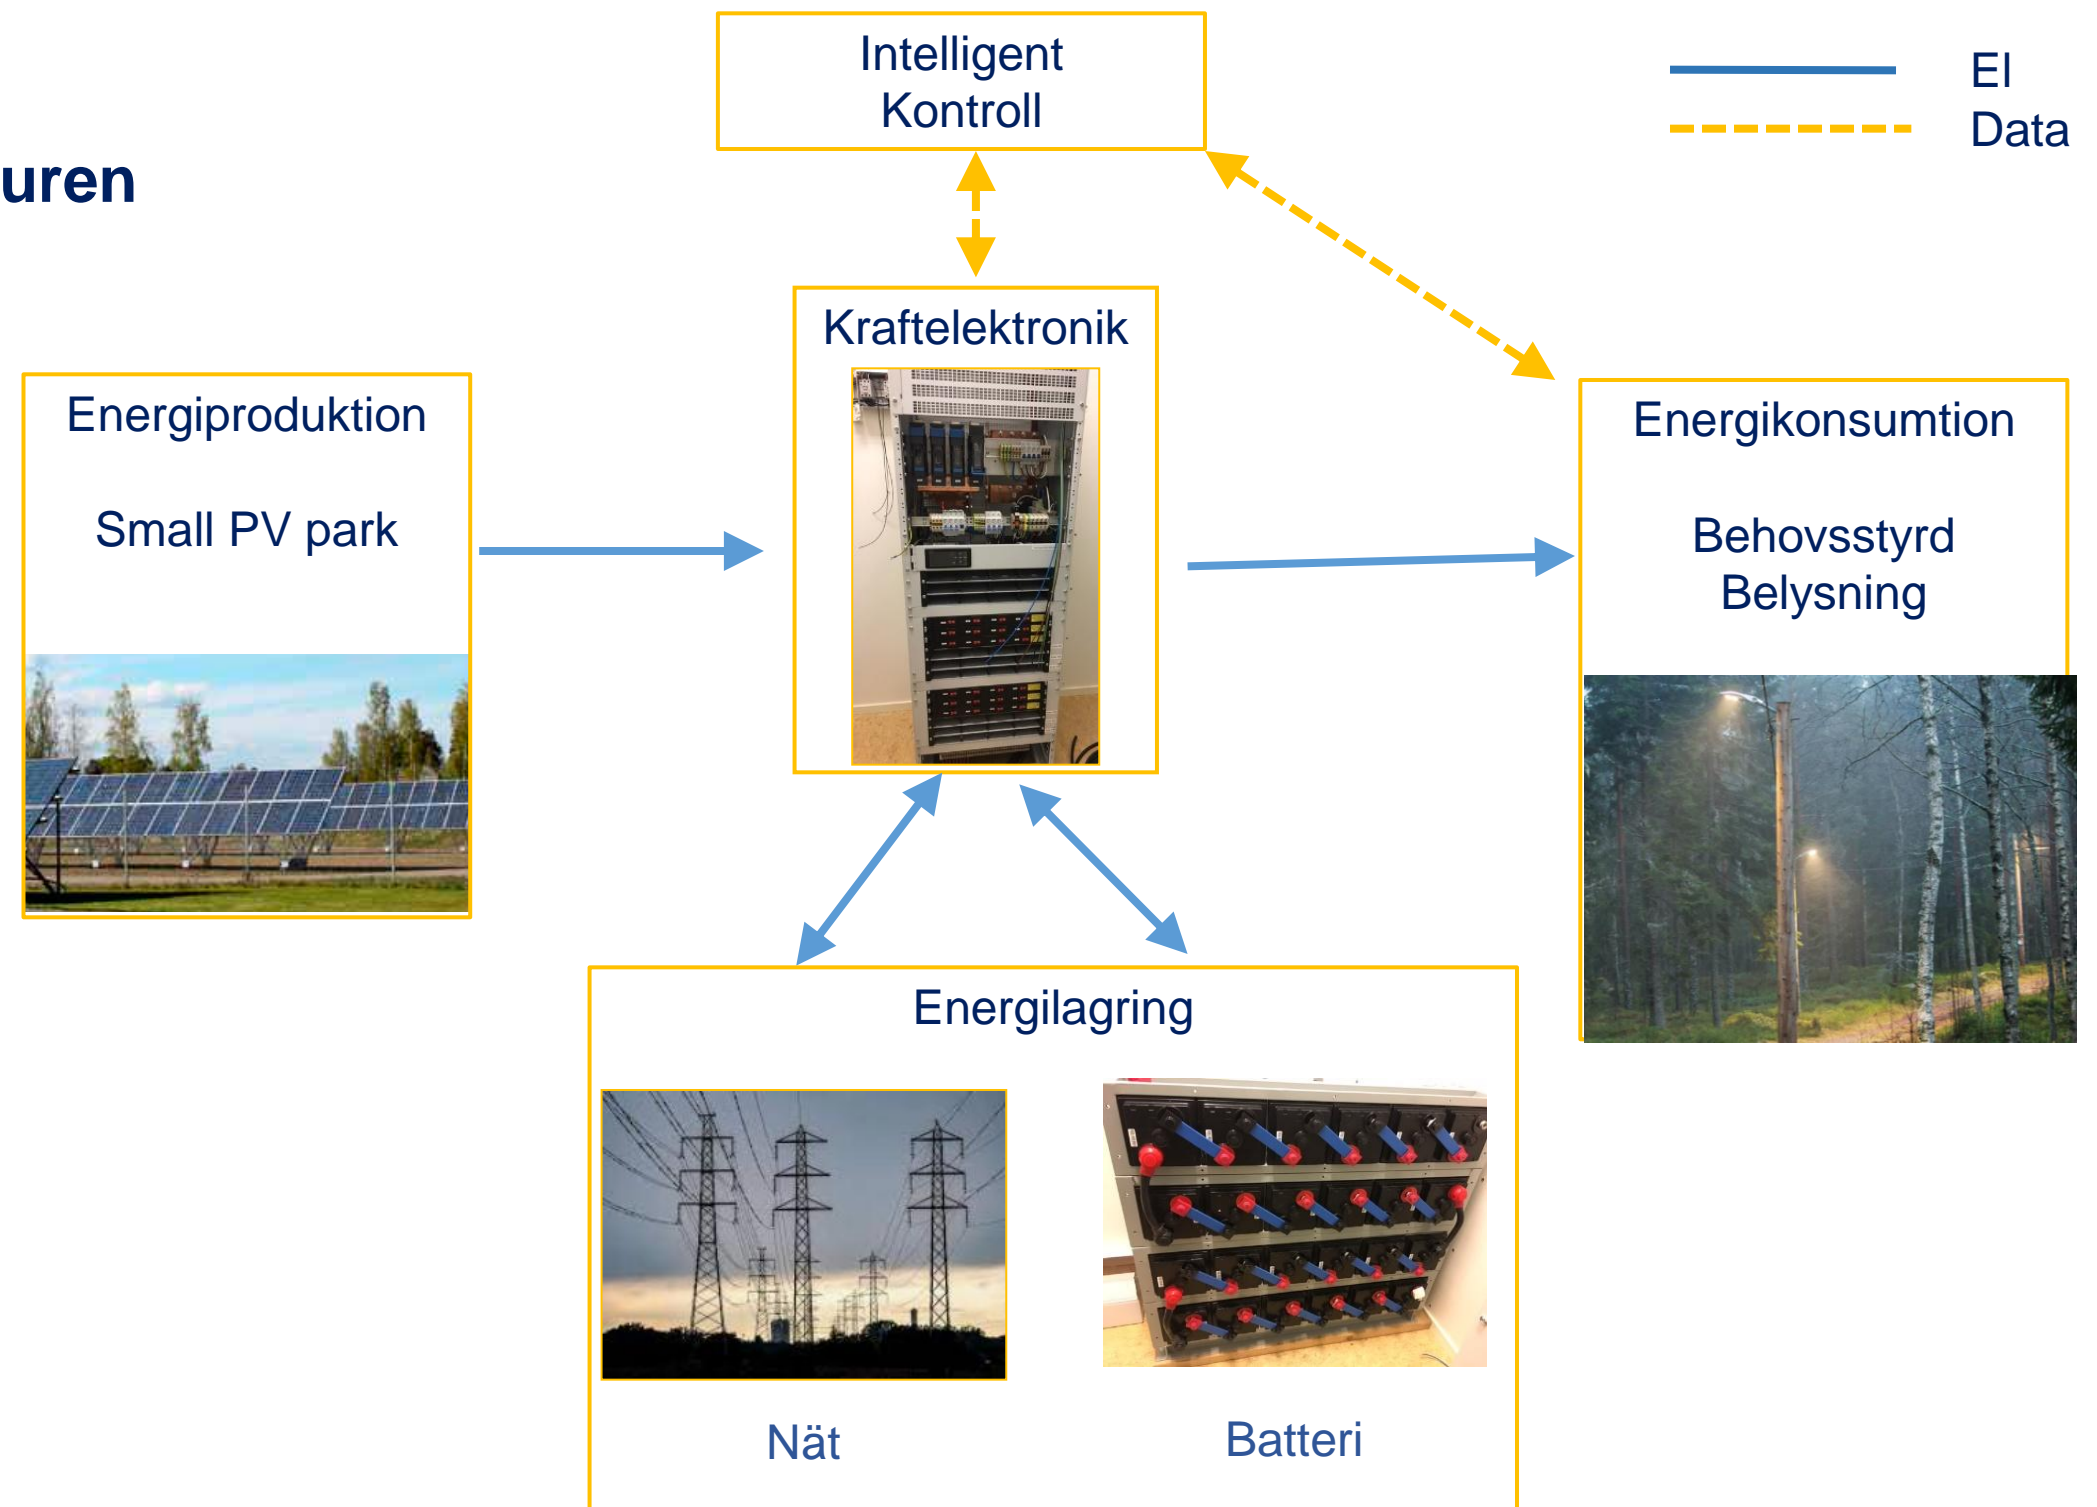 Intelligent
Kontroll
El
Data
uren
Kraftelektronik
Energiproduktion
Small PV park
Energikonsumtion
Behovsstyrd
Belysning
Energilagring
Nät
Batteri